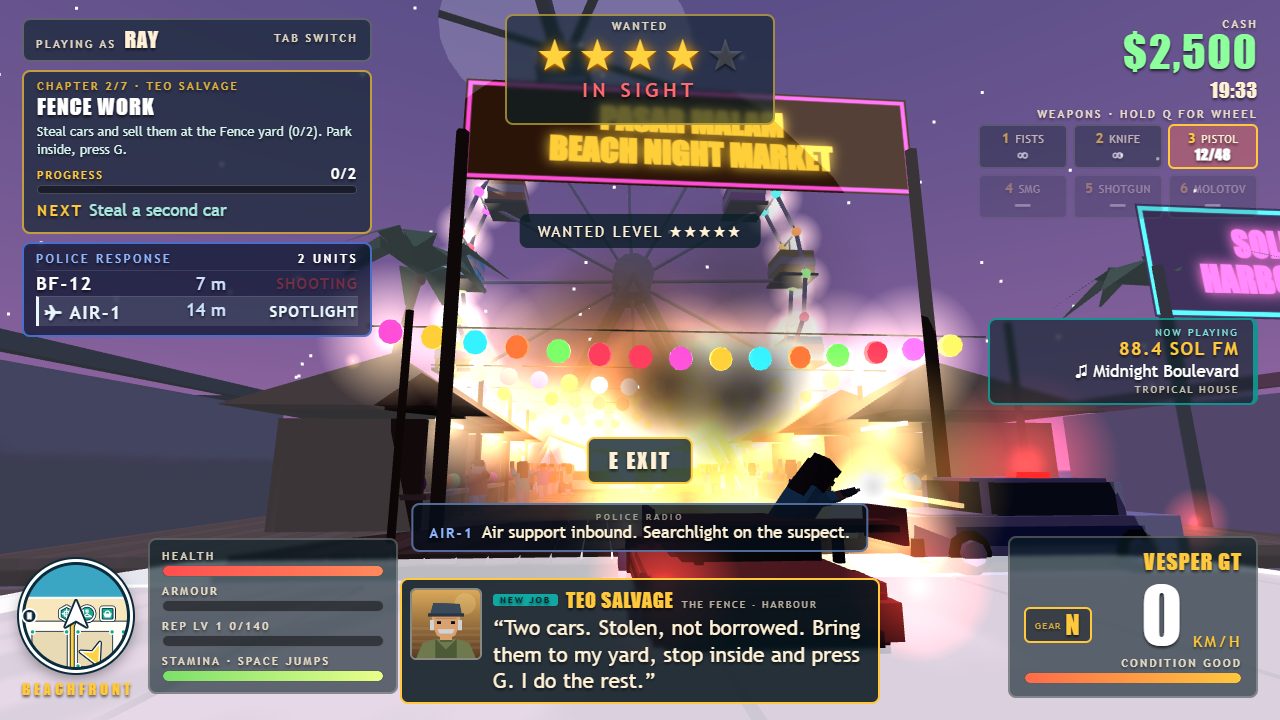 PLAYING AS RAY
TAB SWITCH
CHAPTER 2/7 · TEO SALVAGE
FENCE WORK
Steal cars and sell them at the Fence yard (0/2). Park
inside, press G.
PROGRESS 0/2
NEXT Steal a second car
POLICE RESPONSE 2 UNITS
BF-12 7 m SHOOTING
AIR-1 14 m SPOTLIGHT
WANTED
IN SIGHT
PASAR MALAM
BEACH NIGHT MARKET
WANTED LEVEL ★★★★★
CASH
$2,500
19:33
WEAPONS · HOLD Q FOR WHEEL
1 FISTS
∞
2 KNIFE
∞
3 PISTOL
12/48
4 SMG
—
5 SHOTGUN
—
6 MOLOTOV
—
NOW PLAYING
88.4 SOL FM
♫ Midnight Boulevard
TROPICAL HOUSE
E EXIT
POLICE RADIO
AIR-1 Air support inbound. Searchlight on the suspect.
NEW JOB TEO SALVAGE THE FENCE · HARBOUR
“Two cars. Stolen, not borrowed. Bring
them to my yard, stop inside and press
G. I do the rest.”
HEALTH
ARMOUR
REP LV 1 0/140
STAMINA · SPACE JUMPS
BEACHFRONT
VESPER GT
GEAR N
0 KM/H
CONDITION GOOD